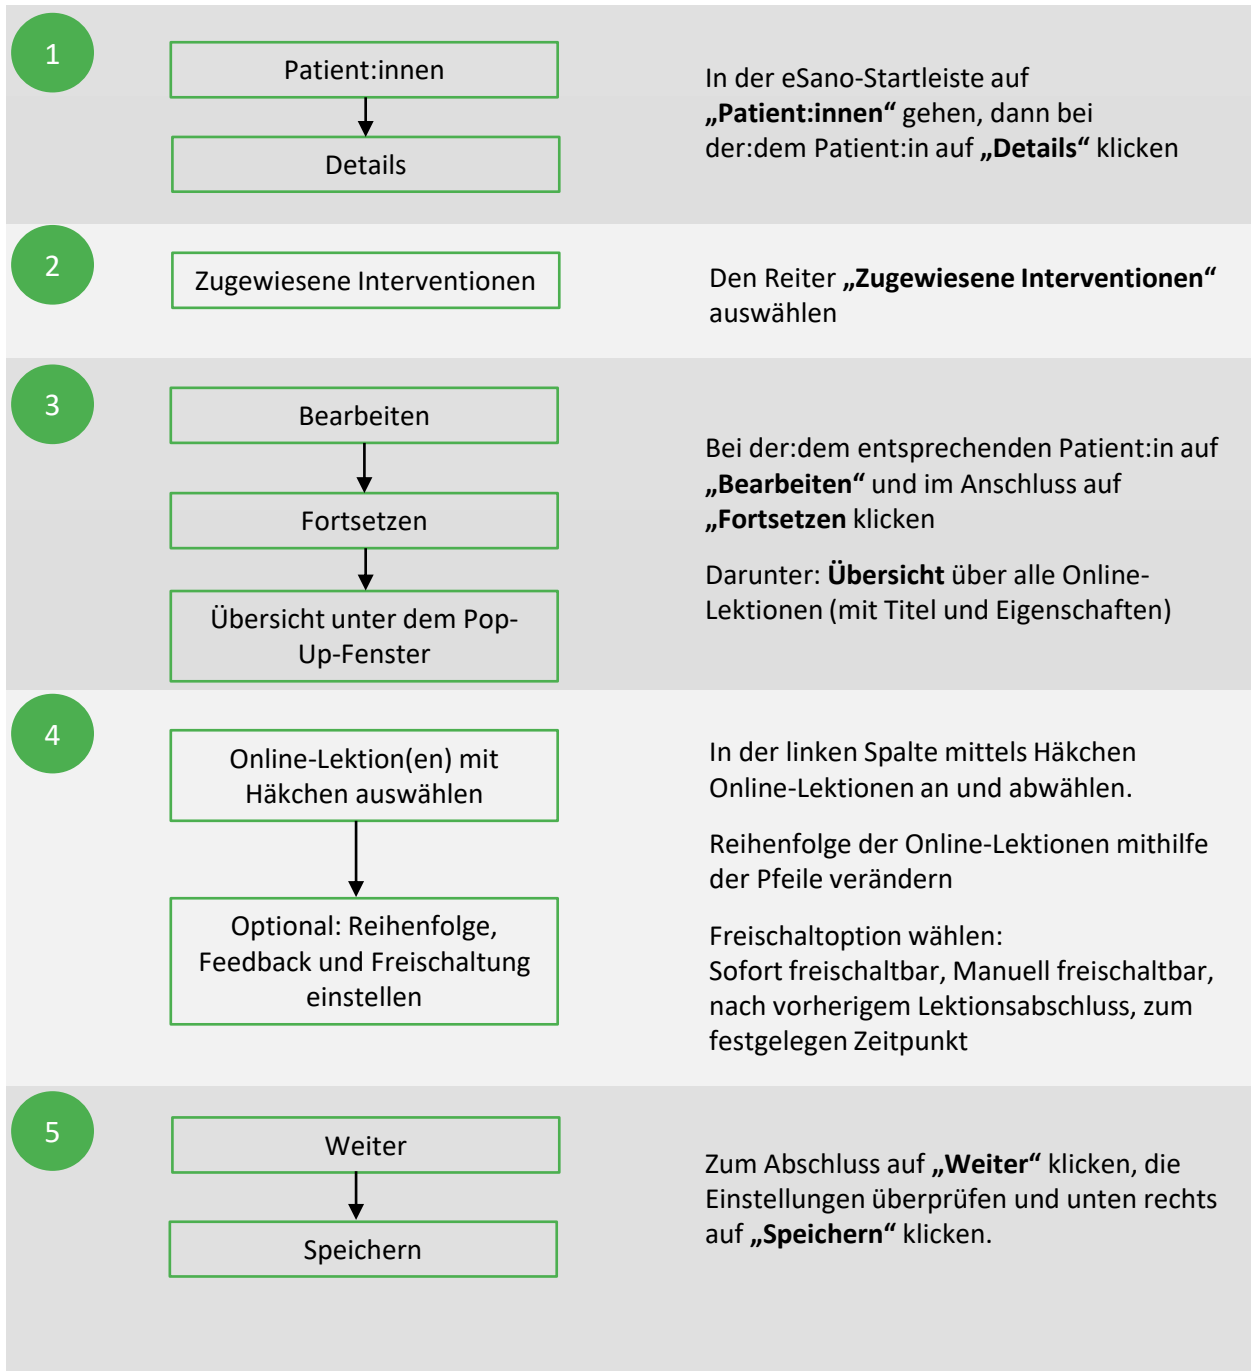 1
Patient:innen
Details
In der eSano-Startleiste auf
„Patient:innen“ gehen, dann bei
der:dem Patient:in auf „Details“ klicken
2
Zugewiesene Interventionen
Den Reiter „Zugewiesene Interventionen“
auswählen
3
Bearbeiten
Fortsetzen
Übersicht unter dem Pop-
Up-Fenster
Bei der:dem entsprechenden Patient:in auf
„Bearbeiten“ und im Anschluss auf
„Fortsetzen klicken
Darunter: Übersicht über alle Online-
Lektionen (mit Titel und Eigenschaften)
4
Online-Lektion(en) mit
Häkchen auswählen
Optional: Reihenfolge,
Feedback und Freischaltung
einstellen
In der linken Spalte mittels Häkchen
Online-Lektionen an und abwählen.
Reihenfolge der Online-Lektionen mithilfe
der Pfeile verändern
Freischaltoption wählen:
Sofort freischaltbar, Manuell freischaltbar,
nach vorherigem Lektionsabschluss, zum
festgelegen Zeitpunkt
5
Weiter
Speichern
Zum Abschluss auf „Weiter“ klicken, die
Einstellungen überprüfen und unten rechts
auf „Speichern“ klicken.